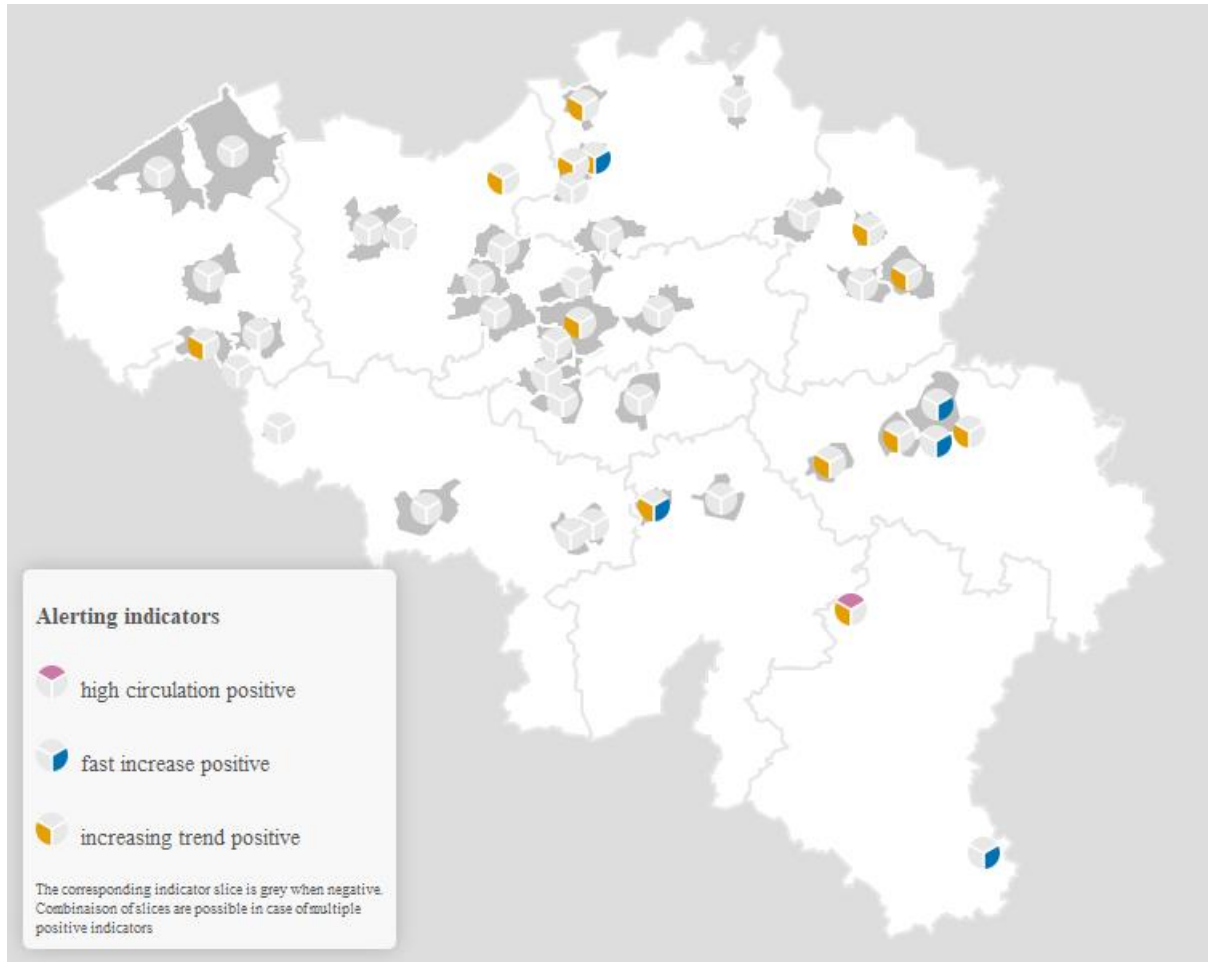 Alerting indicators
high circulation positive
fast increase positive
increasing trend positive
The corresponding indicator slice is grey when negative.
Combinaison of slices are possible in case of multiple
positive indicators